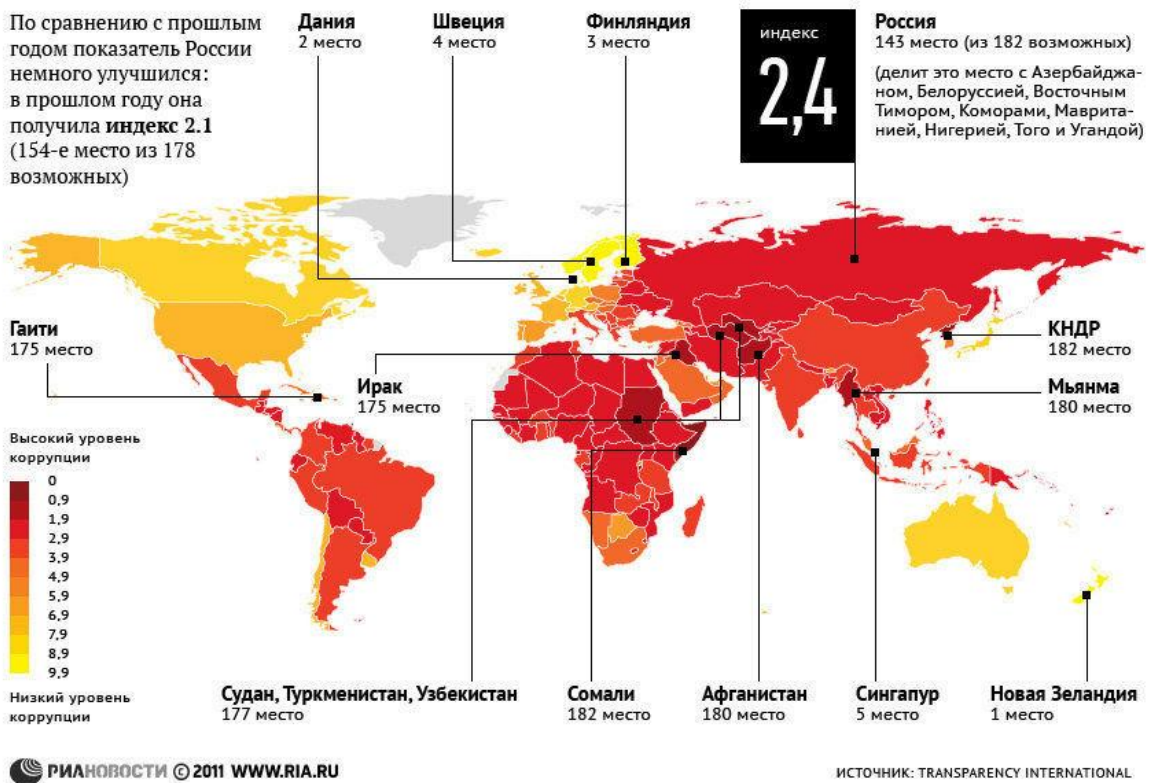 По сравнению с прошлым
годом показатель России
немного улучшился:
в прошлом году она
получила индекс 2.1
(154-е место из 178
возможных)
Дания
2 место
Швеция
4 место
Финляндия
3 место
индекс
2,4
Россия
143 место (из 182 возможных)
(делит это место с Азербайджа-
ном, Белоруссией, Восточным
Тимором, Коморами, Маврита-
нией, Нигерией, Того и Угандой)
Гаити
175 место
Ирак
175 место
КНДР
182 место
Мьянма
180 место
Высокий уровень
коррупции
0
0,9
1,9
2,9
3,9
4,9
5,9
6,9
7,9
8,9
9,9
Низкий уровень
коррупции
Судан, Туркменистан, Узбекистан
177 место
Сомали
182 место
Афганистан
180 место
Сингапур
5 место
Новая Зеландия
1 место
РИАНОВОСТИ © 2011 WWW.RIA.RU
ИСТОЧНИК: TRANSPARENCY INTERNATIONAL